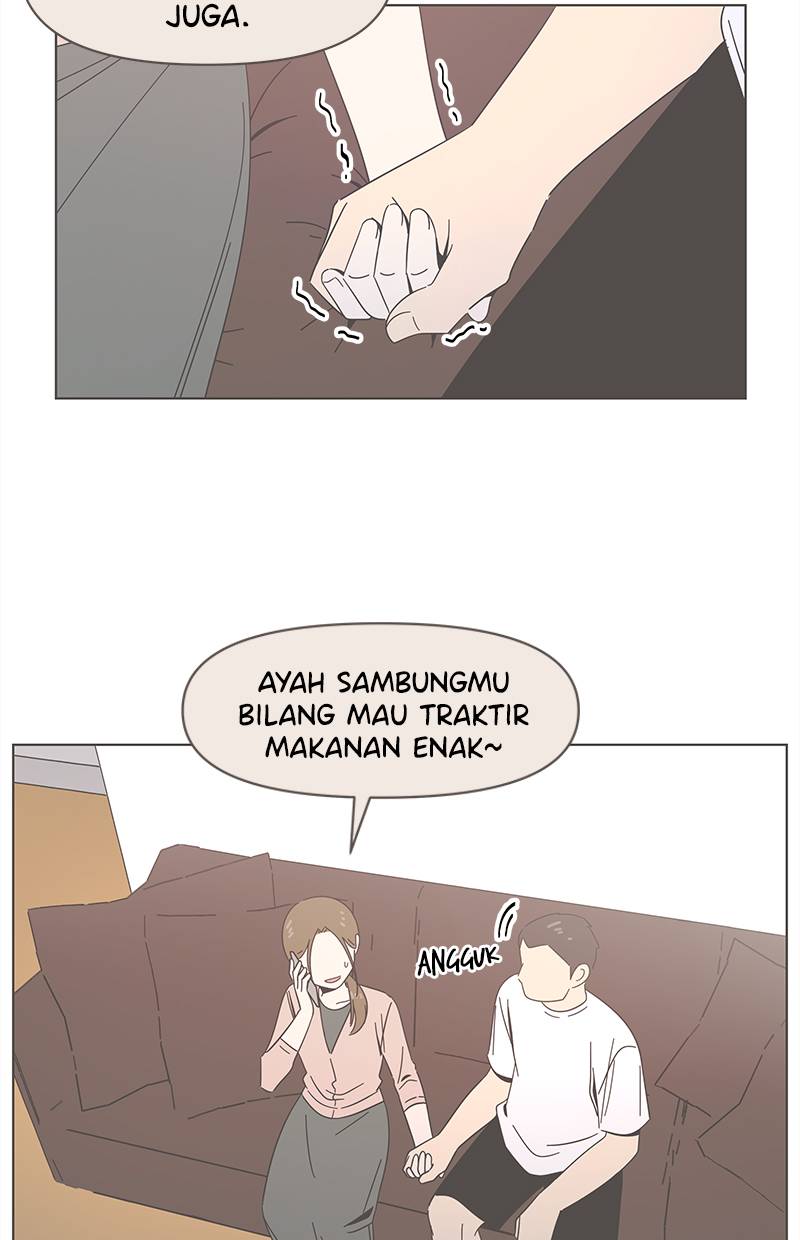 JUGA.
AYAH SAMBUNGMU
BILANG MAU TRAKTIR
MAKANAN ENAK~
ANGGUK